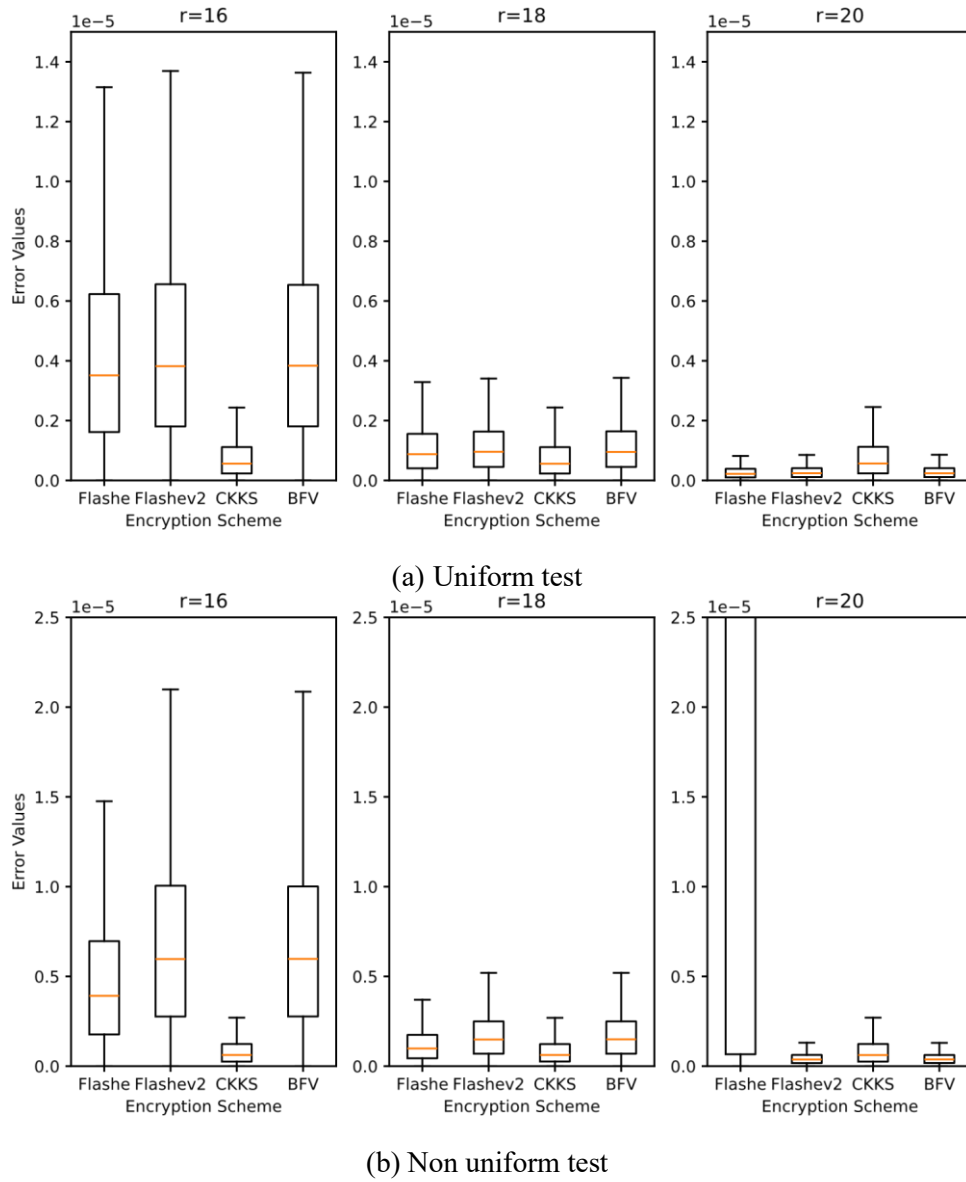 1e−5 r=16
1e−5 r=18
1e−5 r=20
Error Values
1.4
1.2
1.0
0.8
0.6
0.4
0.2
0.0
1.4
1.2
1.0
0.8
0.6
0.4
0.2
0.0
1.4
1.2
1.0
0.8
0.6
0.4
0.2
0.0
Flashe Flashev2 CKKS BFV
Encryption Scheme
Flashe Flashev2 CKKS BFV
Encryption Scheme
Flashe Flashev2 CKKS BFV
Encryption Scheme
(a) Uniform test
1e−5 r=16
1e−5 r=18
1e−5 r=20
Error Values
2.5
2.0
1.5
1.0
0.5
0.0
2.5
2.0
1.5
1.0
0.5
0.0
2.5
2.0
1.5
1.0
0.5
0.0
Flashe Flashev2 CKKS BFV
Encryption Scheme
Flashe Flashev2 CKKS BFV
Encryption Scheme
Flashe Flashev2 CKKS BFV
Encryption Scheme
(b) Non uniform test